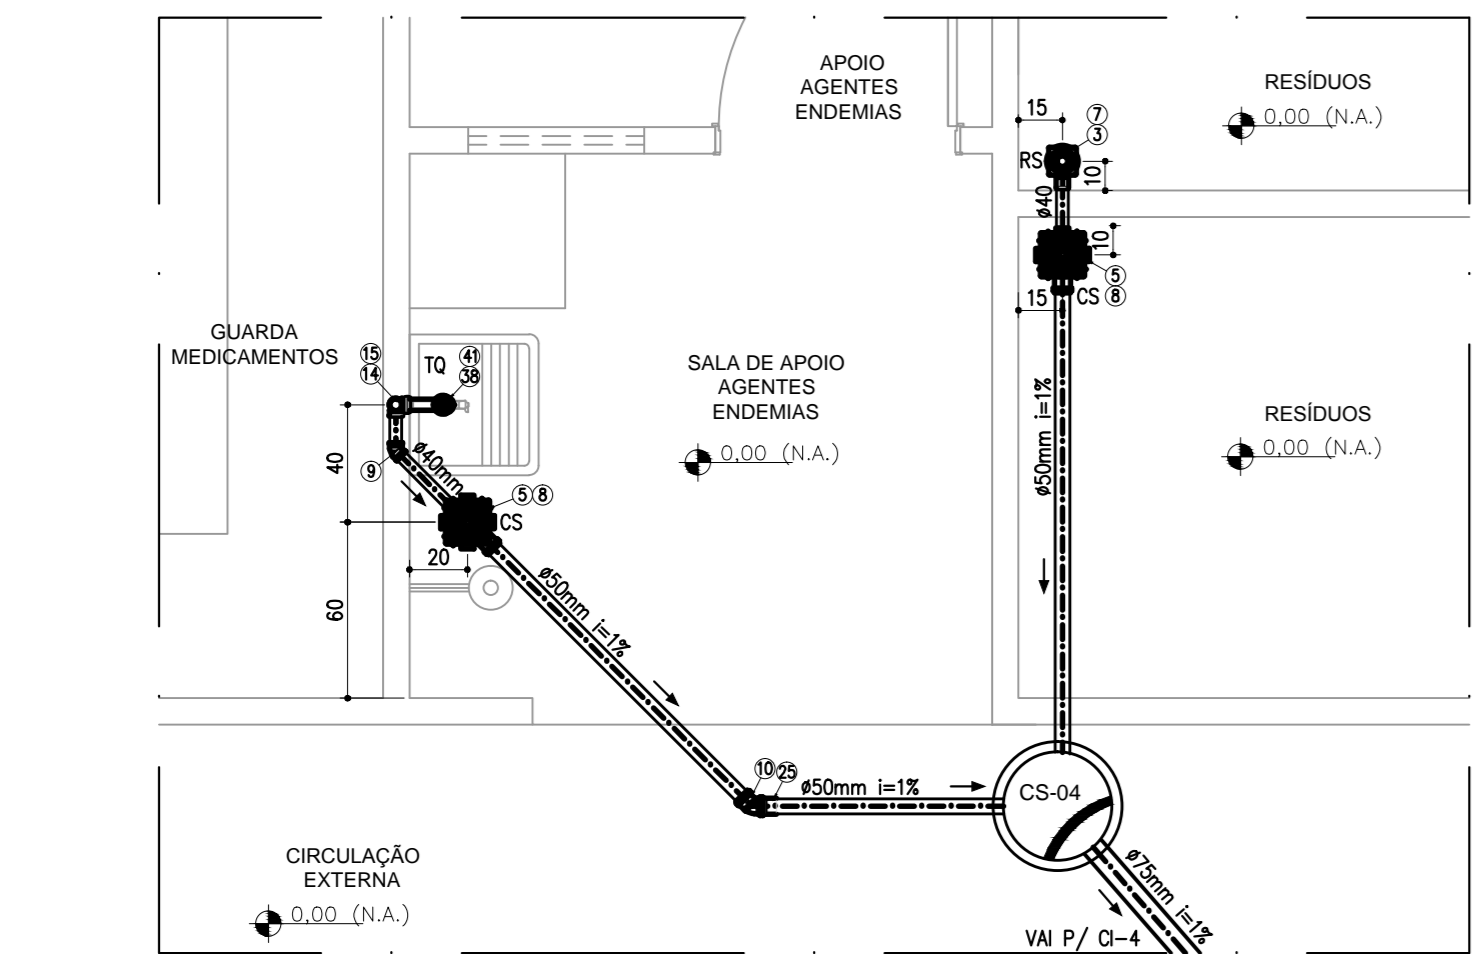 APOIO
AGENTES
ENDEMIAS
RESÍDUOS
0,00 (N.A.)
15
7
3
RS
10
ø40
10
5
8
CS
15
GUARDA
MEDICAMENTOS
15
14
TQ
41
38
SALA DE APOIO
AGENTES
ENDEMIAS
0,00 (N.A.)
RESÍDUOS
0,00 (N.A.)
ø50mm i=1%
40
9
ø40mm
5 8
CS
20
60
ø50mm i=1%
10 25
ø50mm i=1%
CS-04
CIRCULAÇÃO
EXTERNA
0,00 (N.A.)
ø75mm i=1%
VAI P/ CI-4